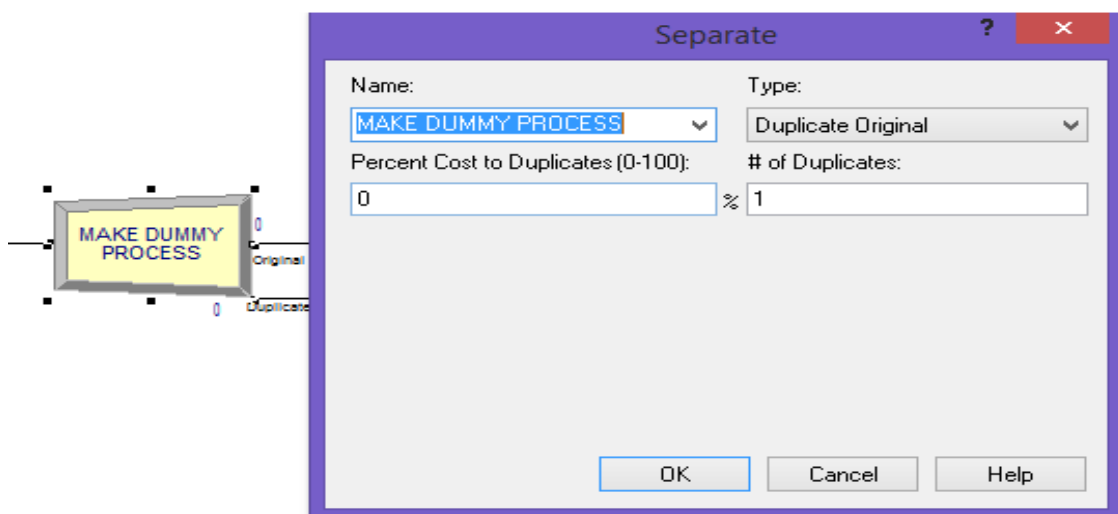 Separate
?
Name:
Type:
MAKE DUMMY PROCESS
Duplicate Original
Percent Cost to Duplicates (0-100):
# of Duplicates:
0
%
1
MAKE DUMMY
PROCESS
0
Original
0
Duplicate
OK
Cancel
Help